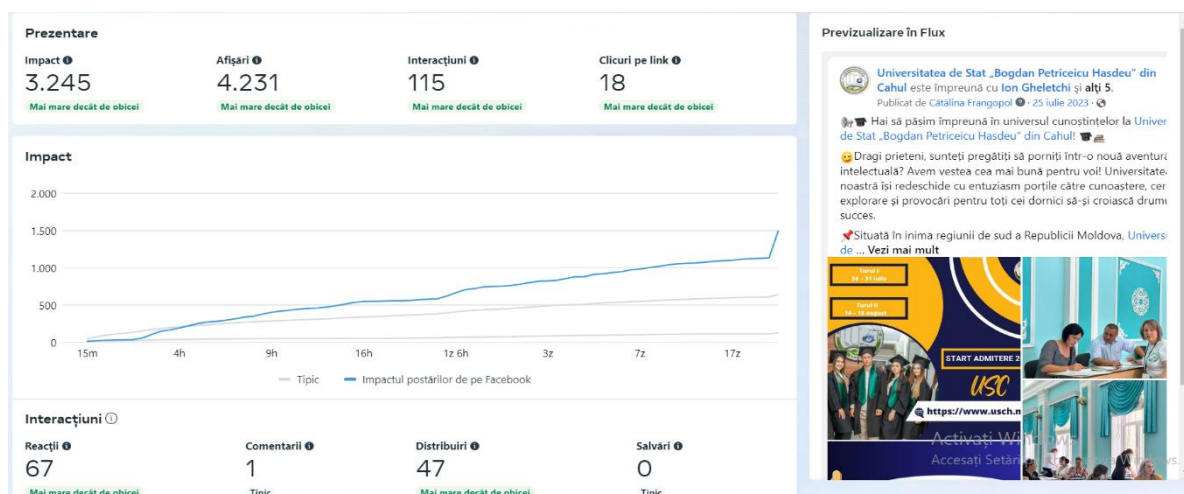 Prezentare
Impact
Afișări
Interacțiuni
Clicuri pe link
3.245
4.231
115
18
Mai mare decât de obicei
Mai mare decât de obicei
Mai mare decât de obicei
Mai mare decât de obicei
Impact
2.000
1.500
1.000
500
0
15m
4h
9h
16h
1z 6h
3z
7z
17z
Tipic
Impactul postărilor de pe Facebook
Interacțiuni
Reacții
Comentarii
Distribuiri
Salvări
67
1
47
0
Mai mare decât de obicei
Tipic
Mai mare decât de obicei
Tipic
Previzualizare în Flux
Universitatea de Stat „Bogdan Petriceicu Hasdeu” din
Cahul este împreună cu Ion Gheletchi și alți 5.
Publicat de Cătălina Frangopol · 25 iulie 2023 ·
Hai să pășim împreună în universul cunoștințelor la Univer
de Stat „Bogdan Petriceicu Hasdeu” din Cahul!
Dragi prieteni, sunteți pregătiți să porniți într-o nouă aventură
intelectuală? Avem vestea cea mai bună pentru voi! Universitate
noastră își redeschide cu entuziasm porțile către cunoaștere, cer
explorare și provocări pentru toți cei dornici să-și croiască drumu
succes.
Situată în inima regiunii de sud a Republicii Moldova, Univers
de ... Vezi mai mult
Turul I
24 - 31 iulie
Turul II
START ADMITERE 2
USC
https://www.usch.m
Activați Windows
Accesați Setări